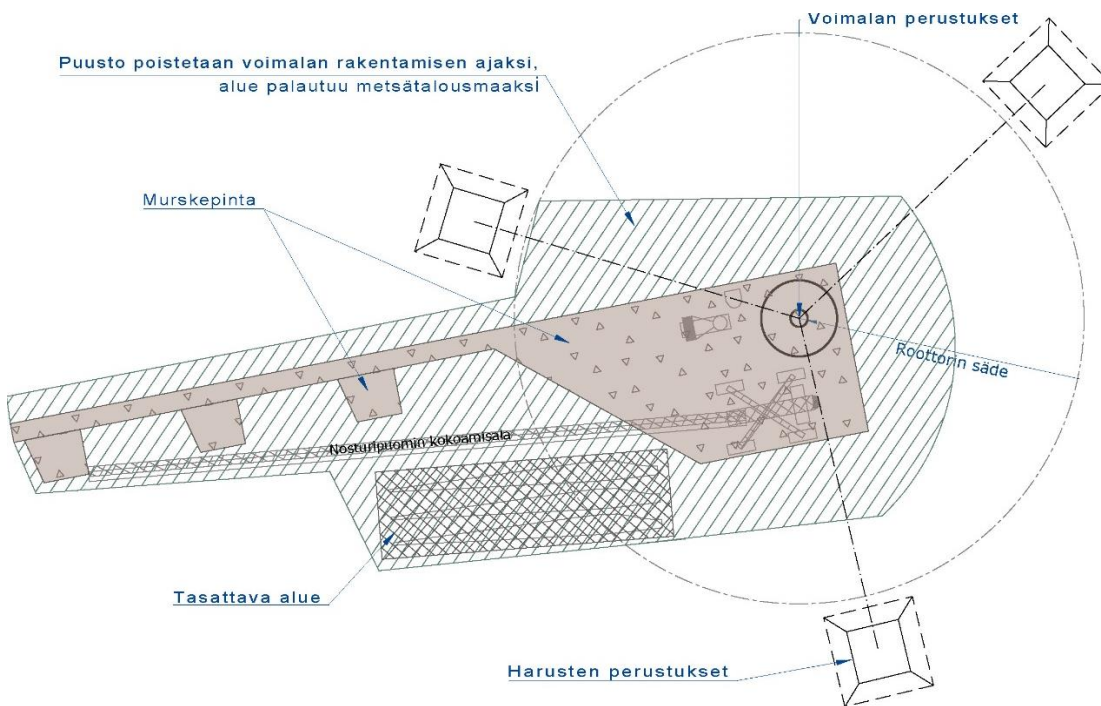 Voimalan perustukset
Puusto poistetaan voimalan rakentamisen ajaksi,
alue palautuu metsätalousmaaksi
Murskepinta
Roottorin säde
Nosturipuomin kokoamisala
Tasattava alue
Harusten perustukset